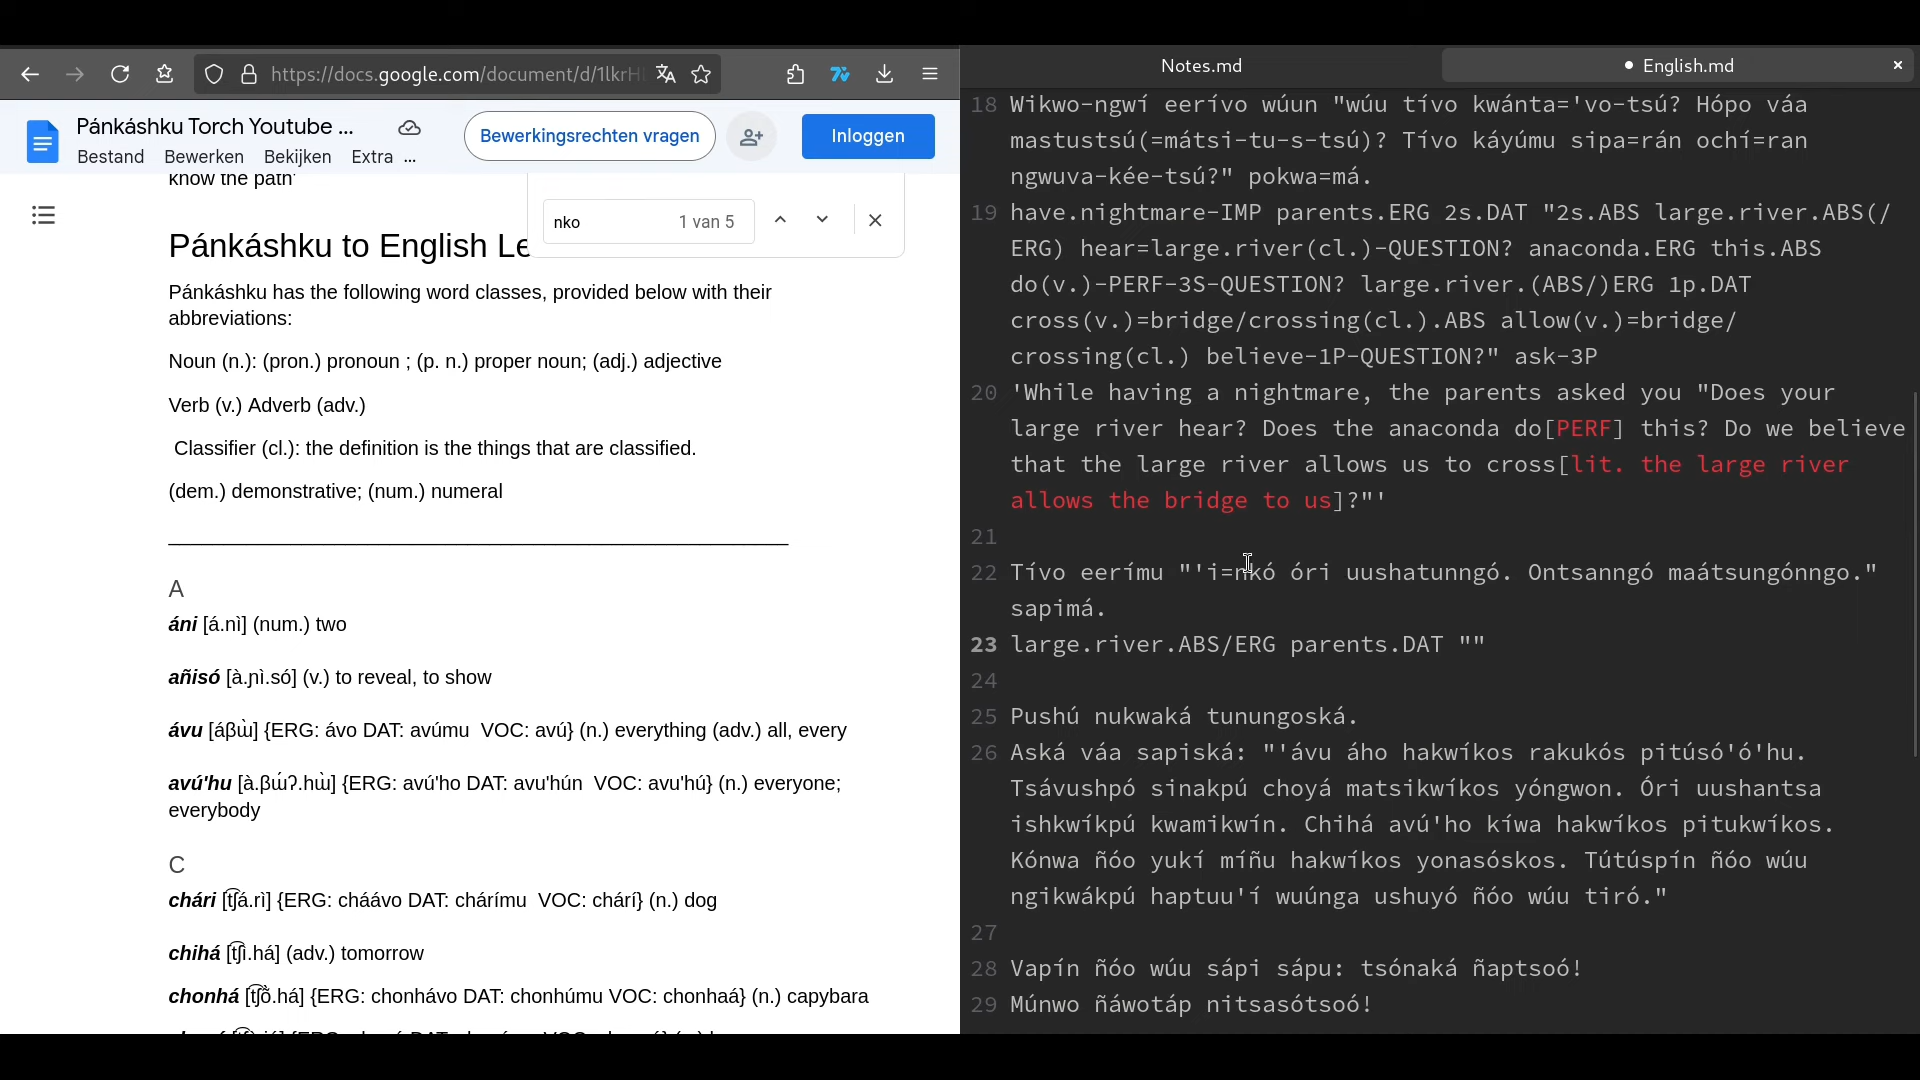 https://docs.google.com/document/d/1lkrH
Pánkáshku Torch Youtube ...
Bestand Bewerken Bekijken Extra ...
Bewerkingsrechten vragen
Inloggen
know the path'
nko 1 van 5
Pánkáshku to English Le
Pánkáshku has the following word classes, provided below with their
abbreviations:
Noun (n.): (pron.) pronoun ; (p. n.) proper noun; (adj.) adjective
Verb (v.) Adverb (adv.)
Classifier (cl.): the definition is the things that are classified.
(dem.) demonstrative; (num.) numeral
A
áni [á.nì] (num.) two
añisó [à.ɲì.só] (v.) to reveal, to show
ávu [áβɯ̀] {ERG: ávo DAT: avúmu VOC: avú} (n.) everything (adv.) all, every
avú'hu [à.βɯ́ʔ.hɯ̀] {ERG: avú'ho DAT: avu'hún VOC: avu'hú} (n.) everyone;
everybody
C
chári [t͡ʃá.rì] {ERG: cháávo DAT: chárímu VOC: chárí} (n.) dog
chihá [t͡ʃì.há] (adv.) tomorrow
chonhá [t͡ʃõ̀.há] {ERG: chonhávo DAT: chonhúmu VOC: chonhaá} (n.) capybara
Notes.md
English.md
18 Wikwo-ngwí eerívo wúun "wúu tívo kwánta='vo-tsú? Hópo váa
mastustsú(=mátsi-tu-s-tsú)? Tívo káyúmu sipa=rán ochí=ran
ngwuva-kée-tsú?" pokwa=má.
19 have.nightmare-IMP parents.ERG 2s.DAT "2s.ABS large.river.ABS(/
ERG) hear=large.river(cl.)-QUESTION? anaconda.ERG this.ABS
do(v.)-PERF-3S-QUESTION? large.river.(ABS/)ERG 1p.DAT
cross(v.)=bridge/crossing(cl.).ABS allow(v.)=bridge/
crossing(cl.) believe-1P-QUESTION?" ask-3P
20 'While having a nightmare, the parents asked you "Does your
large river hear? Does the anaconda do[PERF] this? Do we believe
that the large river allows us to cross[lit. the large river
allows the bridge to us]?"'
21
22 Tívo eerímu "'i=nkó óri uushatunngó. Ontsanngó maátsungónngo."
sapimá.
23 large.river.ABS/ERG parents.DAT ""
24
25 Pushú nukwaká tunungoská.
26 Aská váa sapiská: "'ávu áho hakwíkos rakukós pitúsó'ó'hu.
Tsávushpó sinakpú choyá matsikwíkos yóngwon. Óri uushantsa
ishkwíkpú kwamikwín. Chihá avú'ho kíwa hakwíkos pitukwíkos.
Kónwa ñóo yukí míñu hakwíkos yonasóskos. Tútúspín ñóo wúu
ngikwákpú haptuu'í wuúnga ushuyó ñóo wúu tiró."
27
28 Vapín ñóo wúu sápi sápu: tsónaká ñaptsoó!
29 Múnwo ñáwotáp nitsasótsoó!